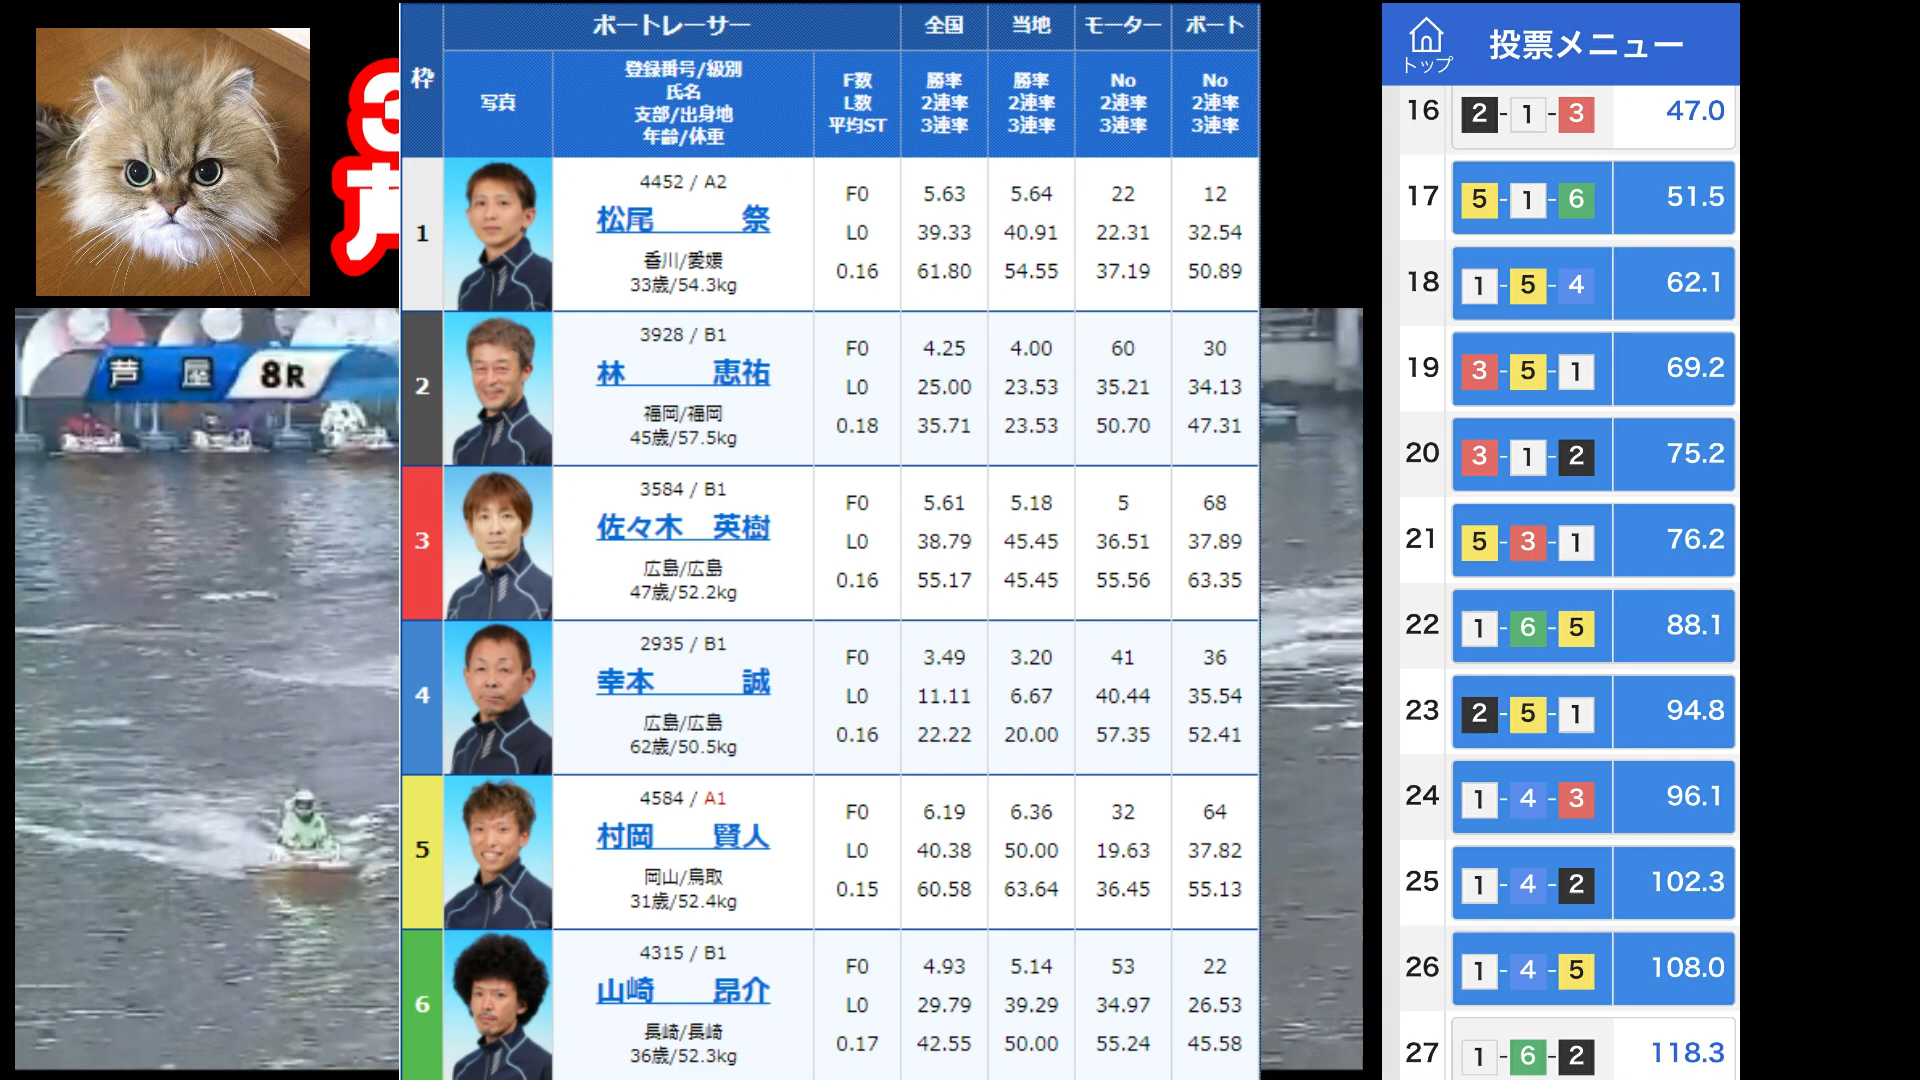 芦屋 8R
ボートレーサー 全国 当地 モーター ボート
枠 写真 登録番号/級別 氏名 支部/出身地 年齢/体重 F数 L数 平均ST 勝率 2連率 3連率 勝率 2連率 3連率 No 2連率 3連率 No 2連率 3連率
1
4452 / A2 F0 5.63 5.64 22 12
松尾 祭 L0 39.33 40.91 22.31 32.54
香川/愛媛 0.16 61.80 54.55 37.19 50.89
33歳/54.3kg
2
3928 / B1 F0 4.25 4.00 60 30
林 恵祐 L0 25.00 23.53 35.21 34.13
福岡/福岡 0.18 35.71 23.53 50.70 47.31
45歳/57.5kg
3
3584 / B1 F0 5.61 5.18 5 68
佐々木 英樹 L0 38.79 45.45 36.51 37.89
広島/広島 0.16 55.17 45.45 55.56 63.35
47歳/52.2kg
4
2935 / B1 F0 3.49 3.20 41 36
幸本 誠 L0 11.11 6.67 40.44 35.54
広島/広島 0.16 22.22 20.00 57.35 52.41
62歳/50.5kg
5
4584 / A1 F0 6.19 6.36 32 64
村岡 賢人 L0 40.38 50.00 19.63 37.82
岡山/鳥取 0.15 60.58 63.64 36.45 55.13
31歳/52.4kg
6
4315 / B1 F0 4.93 5.14 53 22
山崎 昂介 L0 29.79 39.29 34.97 26.53
長崎/長崎 0.17 42.55 50.00 55.24 45.58
36歳/52.3kg
トップ 投票メニュー
16 2-1-3 47.0
17 5-1-6 51.5
18 1-5-4 62.1
19 3-5-1 69.2
20 3-1-2 75.2
21 5-3-1 76.2
22 1-6-5 88.1
23 2-5-1 94.8
24 1-4-3 96.1
25 1-4-2 102.3
26 1-4-5 108.0
27 1-6-2 118.3